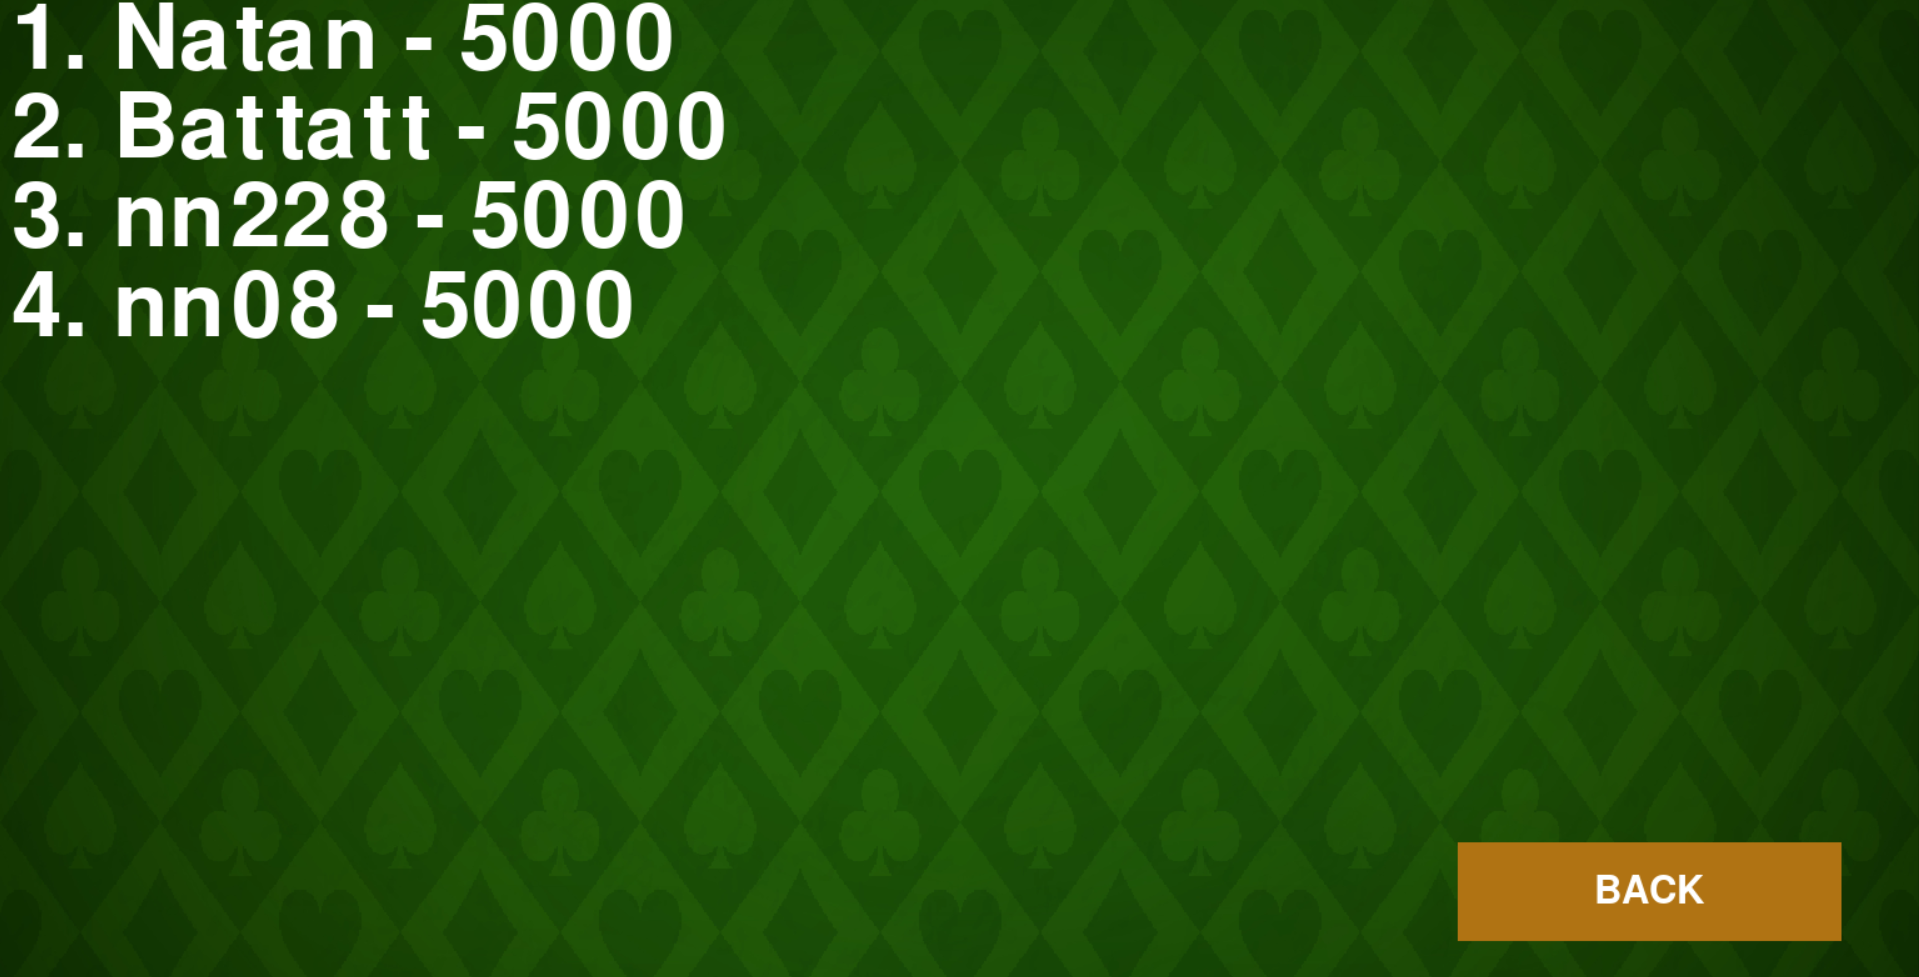 1. Natan - 5000
2. Battatt - 5000
3. nn228 - 5000
4. nn08 - 5000
BACK